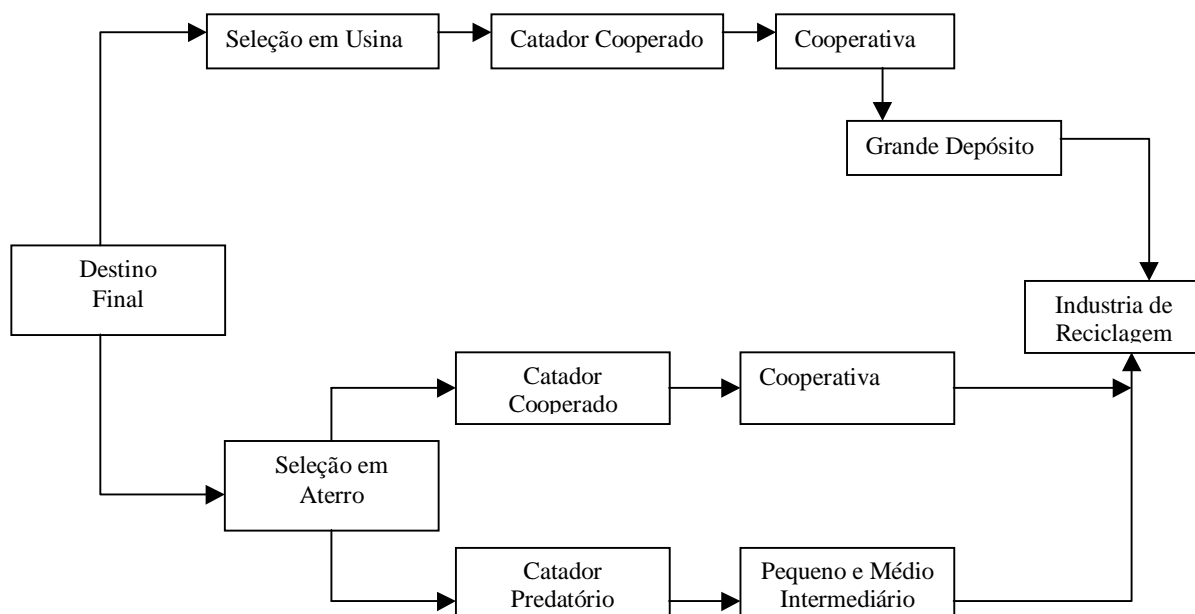 Seleção em Usina
Catador Cooperado
Cooperativa
Grande Depósito
Destino
Final
Industria de
Reciclagem
Catador
Cooperado
Cooperativa
Seleção em
Aterro
Catador
Predatório
Pequeno e Médio
Intermediário